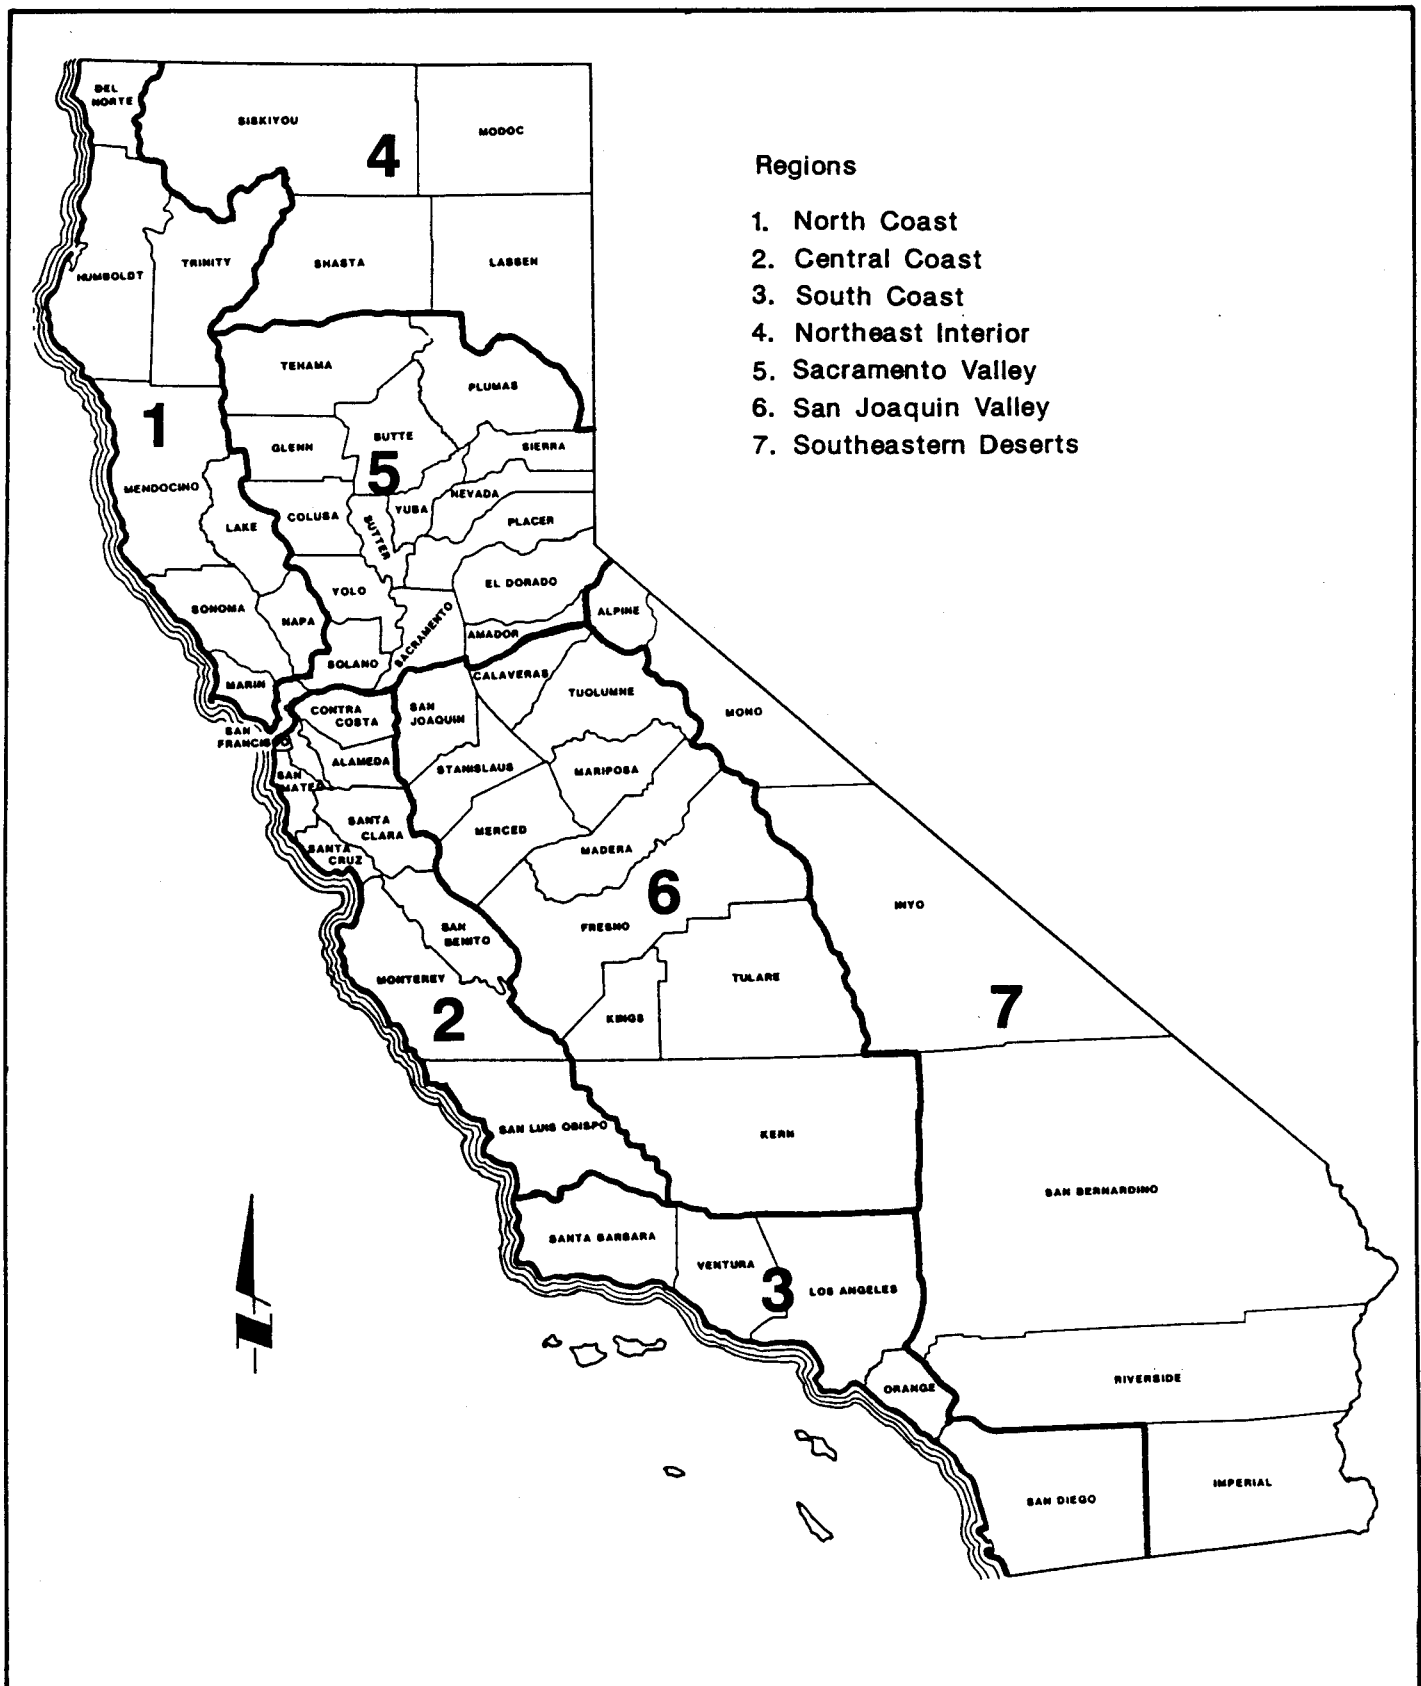 DEL
NORTE
SISKIYOU
4
MODOC
Regions
1. North Coast
2. Central Coast
3. South Coast
4. Northeast Interior
5. Sacramento Valley
6. San Joaquin Valley
7. Southeastern Deserts
HUMBOLDT
TRINITY
SHASTA
LASSEN
TEHAMA
PLUMAS
1
GLENN
BUTTE
5
SIERRA
MENDOCINO
LAKE
COLUSA
SUTTER
YUBA
NEVADA
PLACER
SONOMA
NAPA
YOLO
EL DORADO
SACRAMENTO
AMADOR
ALPINE
MARIN
SOLANO
CALAVERAS
TUOLUMNE
MONO
SAN
FRANCISCO
CONTRA
COSTA
SAN
JOAQUIN
ALAMEDA
STANISLAUS
MARIPOSA
SAN
MATEO
SANTA
CLARA
MERCED
MADERA
SANTA
CRUZ
6
INYO
SAN
BENITO
FRESNO
MONTEREY
2
KINGS
TULARE
7
SAN LUIS OBISPO
KERN
SAN BERNARDINO
SANTA BARBARA
VENTURA
3
LOS ANGELES
N
ORANGE
RIVERSIDE
SAN DIEGO
IMPERIAL